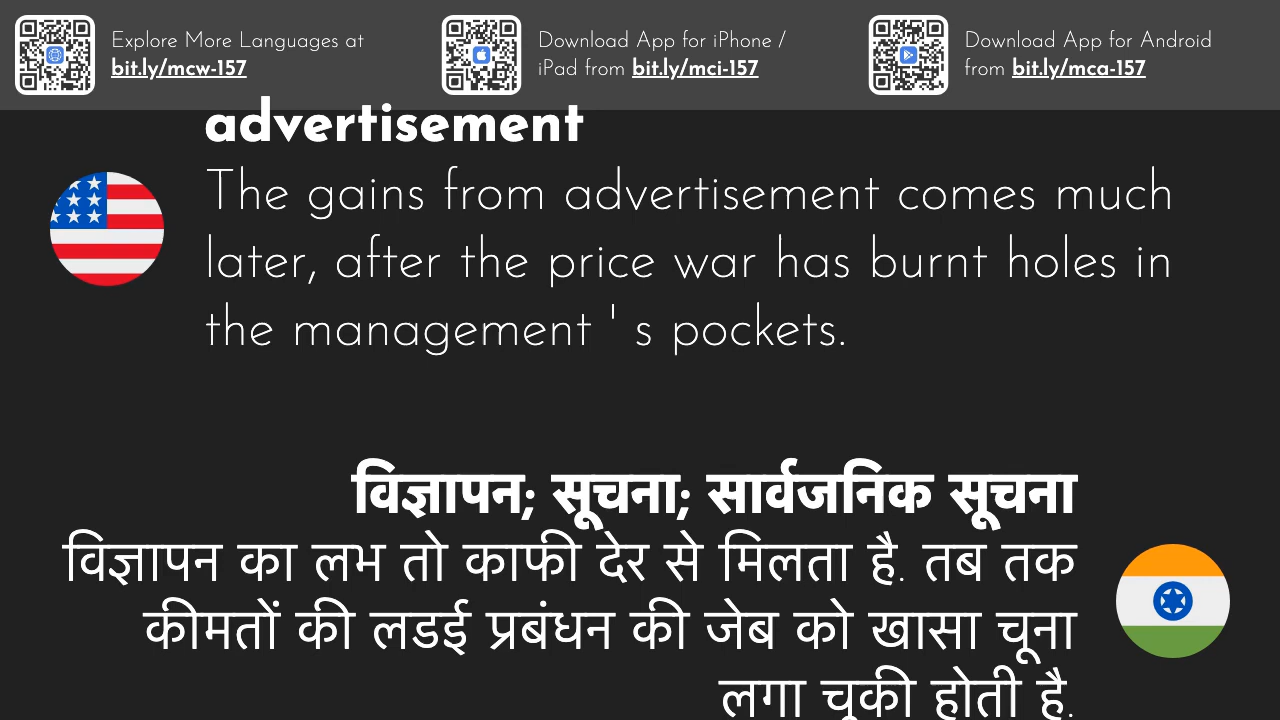 Explore More Languages at
bit.ly/mcw-157
Download App for iPhone /
iPad from bit.ly/mci-157
Download App for Android
from bit.ly/mca-157
advertisement
The gains from advertisement comes much
later, after the price war has burnt holes in
the management ' s pockets.
विज्ञापन; सूचना; सार्वजनिक सूचना
विज्ञापन का लभ तो काफी देर से मिलता है. तब तक
कीमतों की लडई प्रबंधन की जेब को खासा चूना
लगा चुकी होती है.